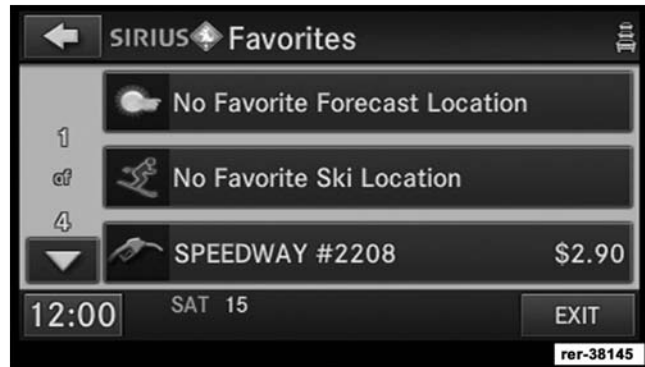 SIRIUS Favorites
No Favorite Forecast Location
1
of
4
No Favorite Ski Location
SPEEDWAY #2208 $2.90
12:00 SAT 15 EXIT
rer-38145